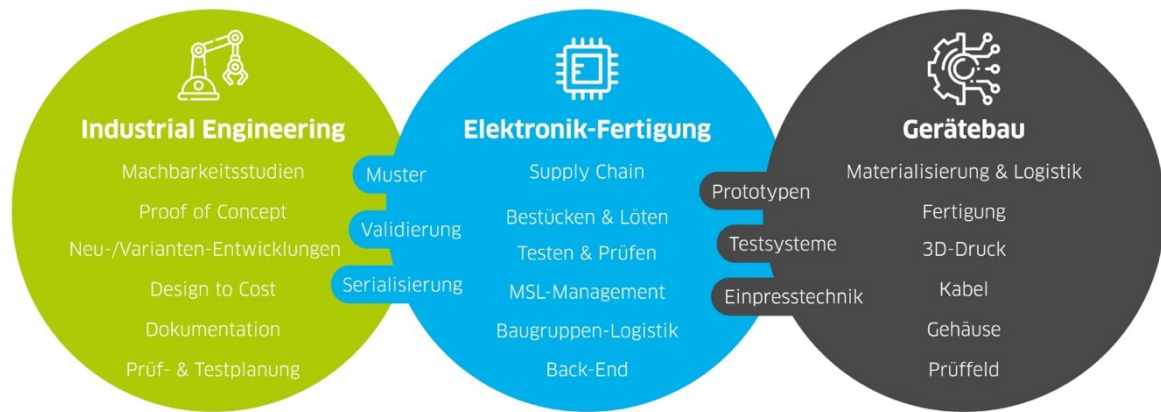 Industrial Engineering
Machbarkeitsstudien
Proof of Concept
Neu-/Varianten-Entwicklungen
Design to Cost
Dokumentation
Prüf- & Testplanung
Muster
Validierung
Serialisierung
Elektronik-Fertigung
Supply Chain
Bestücken & Löten
Testen & Prüfen
MSL-Management
Baugruppen-Logistik
Back-End
Prototypen
Testsysteme
Einpresstechnik
Gerätebau
Materialisierung & Logistik
Fertigung
3D-Druck
Kabel
Gehäuse
Prüffeld